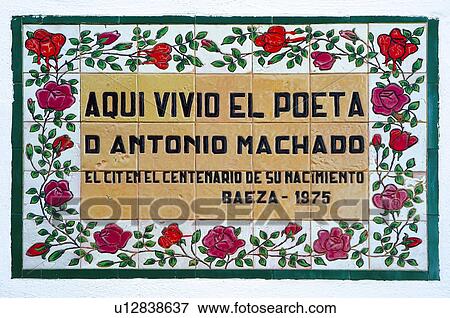 AQUI VIVIO EL POETA
D ANTONIO MACHADO
EL CIT EN EL CENTENARIO DE SU NACIMIENTO
BAEZA - 1975
FOTOSEARCH
u12838637 www.fotosearch.com